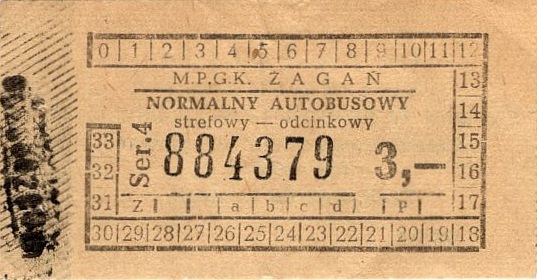 0 1 2 3 4 5 6 7 8 9 10 11 12
M.P.G.K. ŻAGAŃ
13
NORMALNY AUTOBUSOWY
14
strefowy — odcinkowy
33 Ser.4 884379 3,— 15
32 16
31 Z a b c d P 17
30 29 28 27 26 25 24 23 22 21 20 19 18